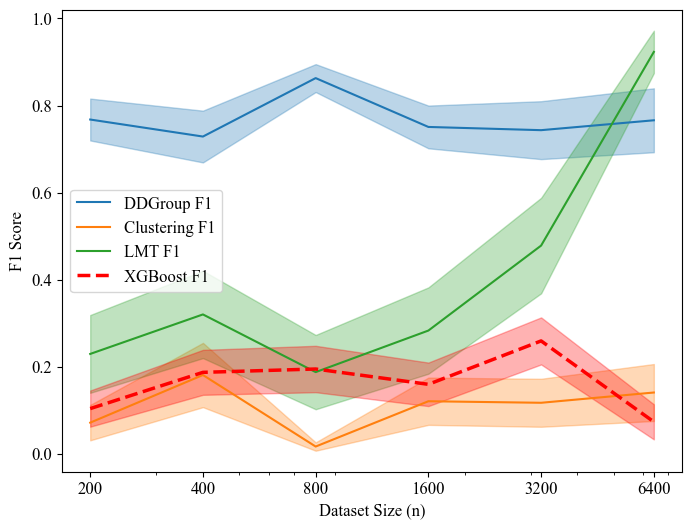 1.0
0.8
0.6
0.4
0.2
0.0
F1 Score
DDGroup F1
Clustering F1
LMT F1
XGBoost F1
200 400 800 1600 3200 6400
Dataset Size (n)